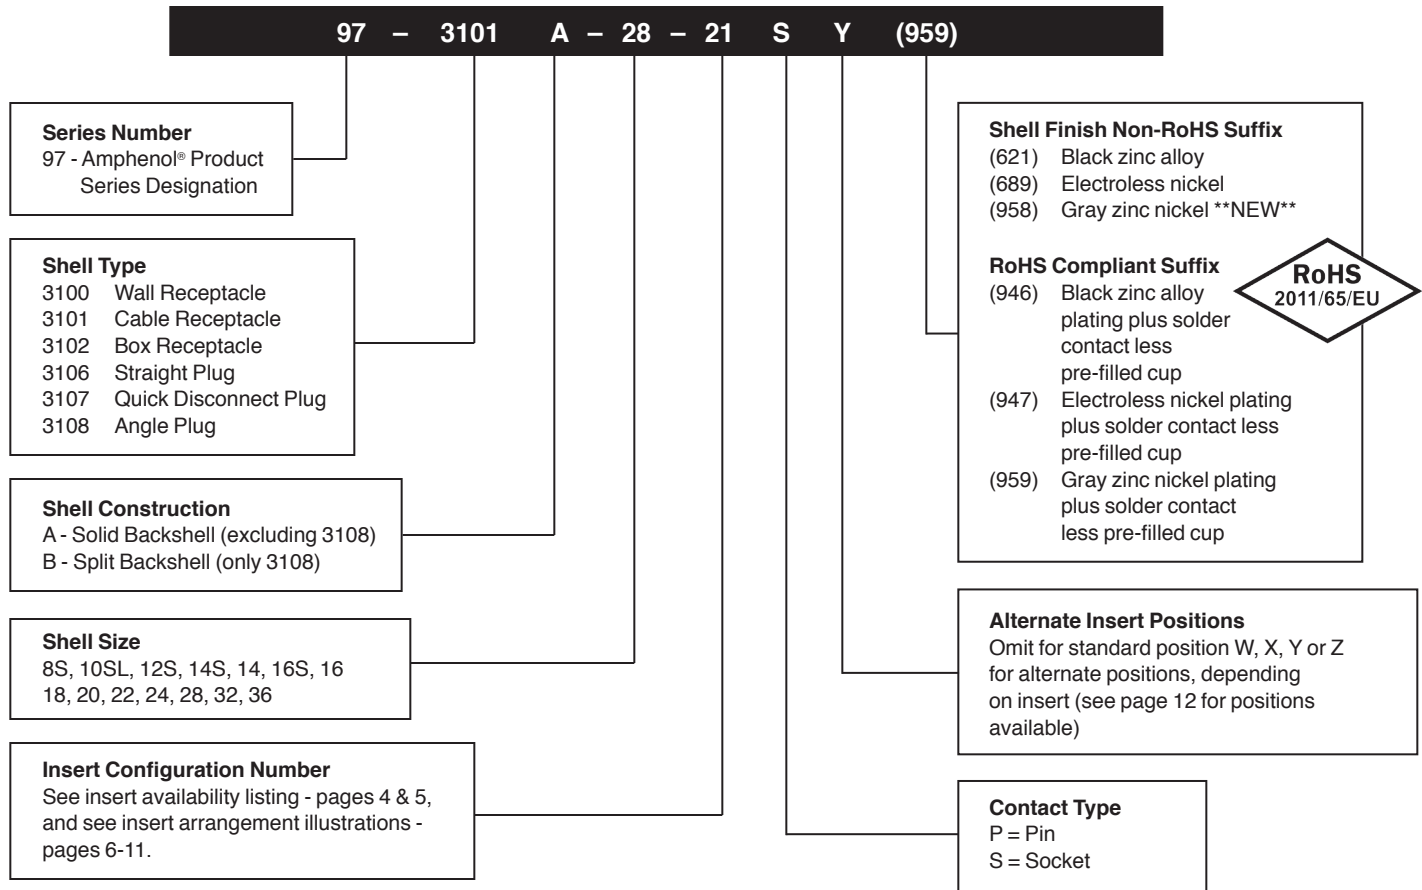 97 – 3101 A – 28 – 21 S Y (959)
Series Number
97 - Amphenol® Product
Series Designation
Shell Type
3100 Wall Receptacle
3101 Cable Receptacle
3102 Box Receptacle
3106 Straight Plug
3107 Quick Disconnect Plug
3108 Angle Plug
Shell Construction
A - Solid Backshell (excluding 3108)
B - Split Backshell (only 3108)
Shell Size
8S, 10SL, 12S, 14S, 14, 16S, 16
18, 20, 22, 24, 28, 32, 36
Insert Configuration Number
See insert availability listing - pages 4 & 5,
and see insert arrangement illustrations -
pages 6-11.
Shell Finish Non-RoHS Suffix
(621) Black zinc alloy
(689) Electroless nickel
(958) Gray zinc nickel **NEW**
RoHS Compliant Suffix
(946) Black zinc alloy
plating plus solder
contact less
pre-filled cup
(947) Electroless nickel plating
plus solder contact less
pre-filled cup
(959) Gray zinc nickel plating
plus solder contact
less pre-filled cup
RoHS
2011/65/EU
Alternate Insert Positions
Omit for standard position W, X, Y or Z
for alternate positions, depending
on insert (see page 12 for positions
available)
Contact Type
P = Pin
S = Socket